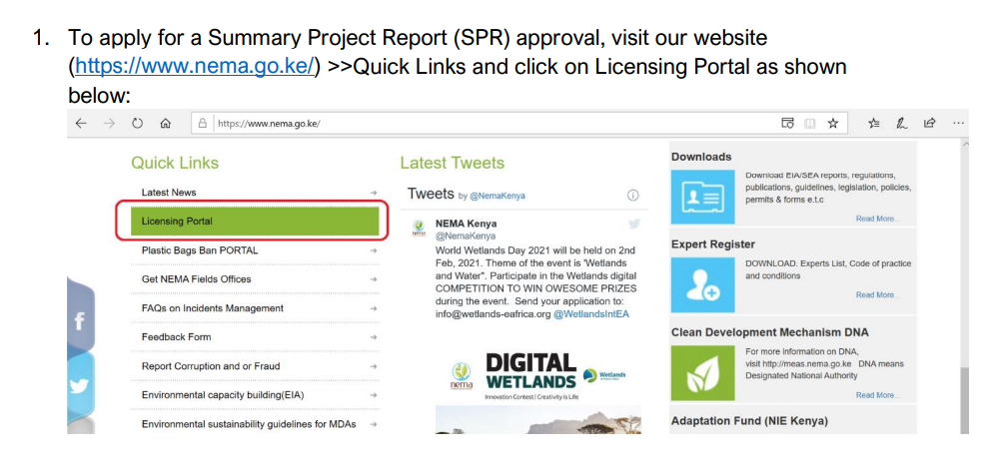 1. To apply for a Summary Project Report (SPR) approval, visit our website
(https://www.nema.go.ke/) >>Quick Links and click on Licensing Portal as shown
below:
https://www.nema.go.ke/
Quick Links
Latest News
Licensing Portal
Plastic Bags Ban PORTAL
Get NEMA Fields Offices
FAQs on Incidents Management
Feedback Form
Report Corruption and or Fraud
Environmental capacity building(EIA)
Environmental sustainability guidelines for MDAs
Latest Tweets
Tweets by @NemaKenya
NEMA Kenya
@NemaKenya
World Wetlands Day 2021 will be held on 2nd
Feb, 2021. Theme of the event is 'Wetlands
and Water". Participate in the Wetlands digital
COMPETITION TO WIN OWESOME PRIZES
during the event. Send your application to:
info@wetlands-eafrica.org @WetlandsIntEA
nema
DIGITAL
WETLANDS
Wetlands
Innovation Contest | Creativity is Life
Downloads
Download EIA/SEA reports, regulations,
publications, guidelines, legislation, policies,
permits & forms e.t.c
Read More...
Expert Register
DOWNLOAD. Experts List, Code of practice
and conditions
Read More...
Clean Development Mechanism DNA
For more information on DNA,
visit http://meas.nema.go.ke DNA means
Designated National Authority
Read More...
Adaptation Fund (NIE Kenya)